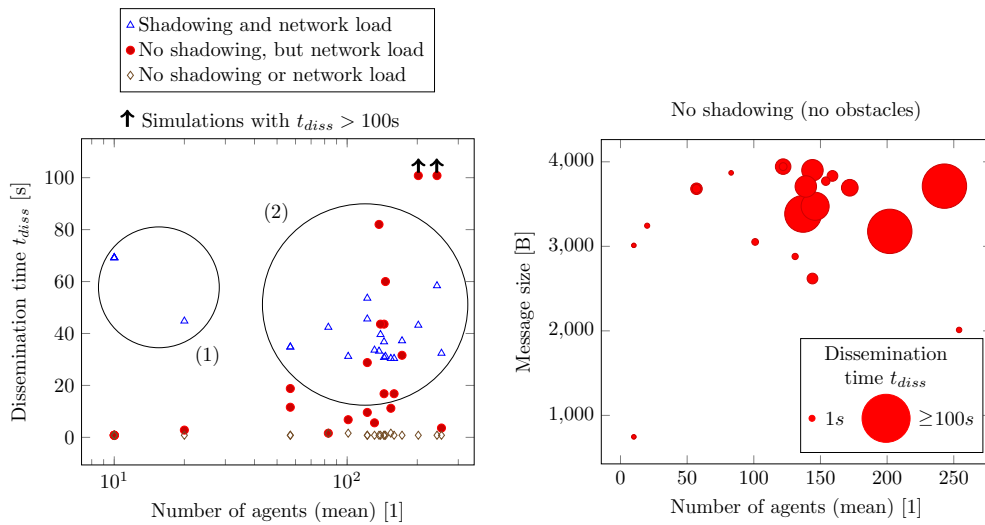 Shadowing and network load
No shadowing, but network load
No shadowing or network load
Simulations with t_diss > 100s
100
80
60
40
20
0
Dissemination time t_diss [s]
(1)
(2)
10^1
10^2
Number of agents (mean) [1]
No shadowing (no obstacles)
4,000
3,000
2,000
1,000
Message size [B]
Dissemination
time t_diss
1s
≥100s
0
50
100
150
200
250
Number of agents (mean) [1]